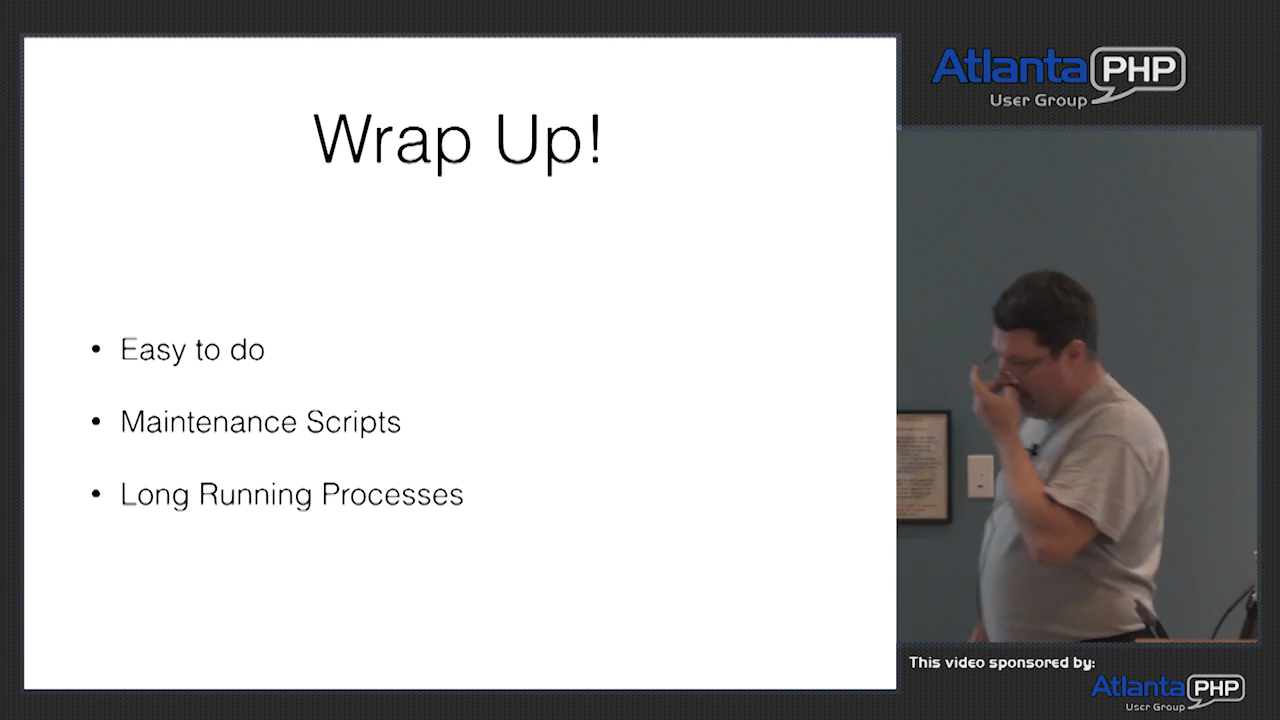 Wrap Up!
• Easy to do
• Maintenance Scripts
• Long Running Processes
Atlanta PHP
User Group
This video sponsored by:
Atlanta PHP
User Group